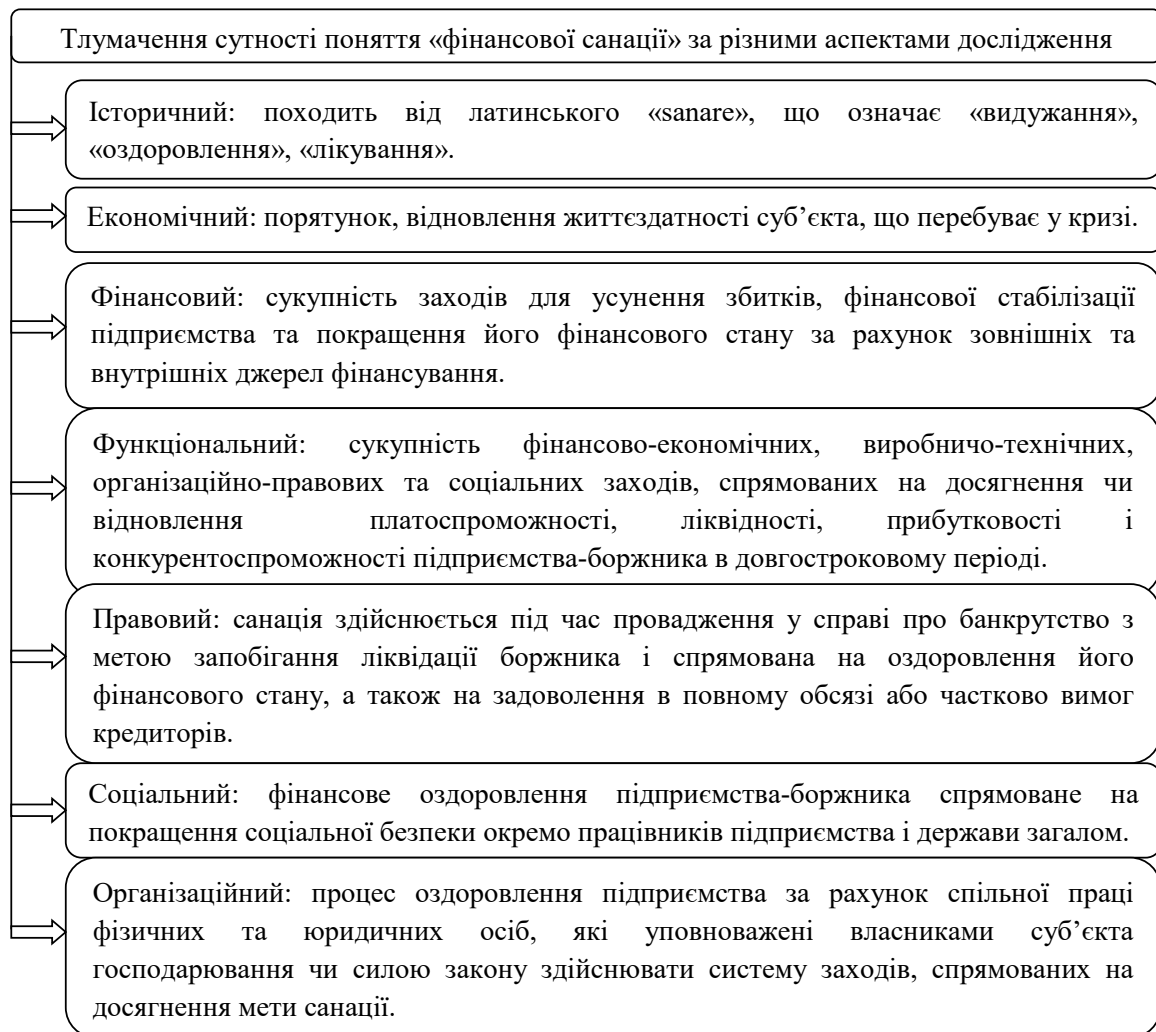 Тлумачення сутності поняття «фінансової санації» за різними аспектами дослідження
Історичний: походить від латинського «sanare», що означає «видужання»,
«оздоровлення», «лікування».
Економічний: порятунок, відновлення життєздатності суб’єкта, що перебуває у кризі.
Фінансовий: сукупність заходів для усунення збитків, фінансової стабілізації
підприємства та покращення його фінансового стану за рахунок зовнішніх та
внутрішніх джерел фінансування.
Функціональний: сукупність фінансово-економічних, виробничо-технічних,
організаційно-правових та соціальних заходів, спрямованих на досягнення чи
відновлення платоспроможності, ліквідності, прибутковості і
конкурентоспроможності підприємства-боржника в довгостроковому періоді.
Правовий: санація здійснюється під час провадження у справі про банкрутство з
метою запобігання ліквідації боржника і спрямована на оздоровлення його
фінансового стану, а також на задоволення в повному обсязі або частково вимог
кредиторів.
Соціальний: фінансове оздоровлення підприємства-боржника спрямоване на
покращення соціальної безпеки окремо працівників підприємства і держави загалом.
Організаційний: процес оздоровлення підприємства за рахунок спільної праці
фізичних та юридичних осіб, які уповноважені власниками суб’єкта
господарювання чи силою закону здійснювати систему заходів, спрямованих на
досягнення мети санації.